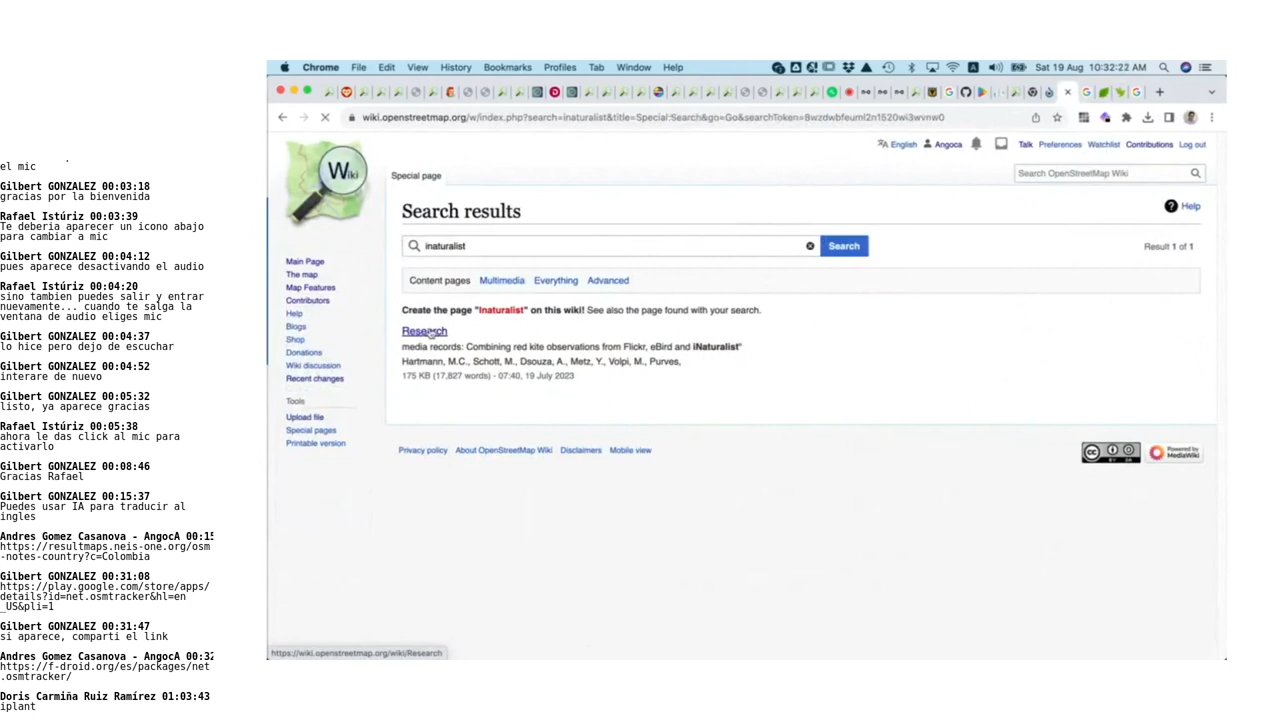 el mic
Gilbert GONZALEZ 00:03:18
gracias por la bienvenida
Rafael Istúriz 00:03:39
Te deberia aparecer un icono abajo
para cambiar a mic
Gilbert GONZALEZ 00:04:12
pues aparece desactivando el audio
Rafael Istúriz 00:04:20
sino tambien puedes salir y entrar
nuevamente... cuando te salga la
ventana de audio eliges mic
Gilbert GONZALEZ 00:04:37
lo hice pero dejo de escuchar
Gilbert GONZALEZ 00:04:52
interare de nuevo
Gilbert GONZALEZ 00:05:32
listo, ya aparece gracias
Rafael Istúriz 00:05:38
ahora le das click al mic para
activarlo
Gilbert GONZALEZ 00:08:46
Gracias Rafael
Gilbert GONZALEZ 00:15:37
Puedes usar IA para traducir al
ingles
Andres Gomez Casanova - AngocA 00:15
https://resultmaps.neis-one.org/osm
-notes-country?c=Colombia
Gilbert GONZALEZ 00:31:08
https://play.google.com/store/apps/
details?id=net.osmtracker&hl=en
_US&pli=1
Gilbert GONZALEZ 00:31:47
si aparece, comparti el link
Andres Gomez Casanova - AngocA 00:32
https://f-droid.org/es/packages/net
.osmtracker/
Doris Carmiña Ruiz Ramírez 01:03:43
iplant
Chrome File Edit View History Bookmarks Profiles Tab Window Help Sat 19 Aug 10:32:22 AM
wiki.openstreetmap.org/w/index.php?search=inaturalist&title=Special:Search&go=Go&searchToken=8wzdwbfeuml2n1520wi3wvnw0
English Angoca Talk Preferences Watchlist Contributions Log out
Wiki
Special page
Search OpenStreetMap Wiki
Search results
Help
inaturalist
Search
Result 1 of 1
Content pages Multimedia Everything Advanced
Create the page "Inaturalist" on this wiki! See also the page found with your search.
Research
media records: Combining red kite observations from Flickr, eBird and iNaturalist"
Hartmann, M.C., Schott, M., Dsouza, A., Metz, Y., Volpi, M., Purves,
175 KB (17,827 words) - 07:40, 19 July 2023
Main Page
The map
Map Features
Contributors
Help
Blogs
Shop
Donations
Wiki discussion
Recent changes
Tools
Upload file
Special pages
Printable version
Privacy policy About OpenStreetMap Wiki Disclaimers Mobile view
cc BY SA
Powered by
MediaWiki
https://wiki.openstreetmap.org/wiki/Research